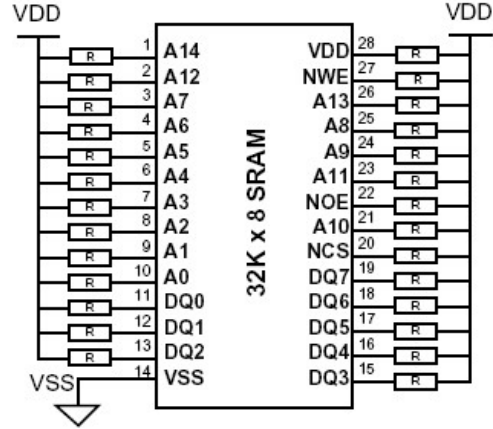 VDD VDD
R 1 A14 VDD 28 R
R 2 A12 NWE 27 R
R 3 A7 A13 26 R
R 4 A6 A8 25 R
R 5 A5 A9 24 R
R 6 A4 A11 23 R
R 7 A3 NOE 22 R
R 8 A2 A10 21 R
R 9 A1 NCS 20 R
R 10 A0 DQ7 19 R
R 11 DQ0 DQ6 18 R
R 12 DQ1 DQ5 17 R
R 13 DQ2 DQ4 16 R
VSS 14 VSS DQ3 15 R
32K x 8 SRAM